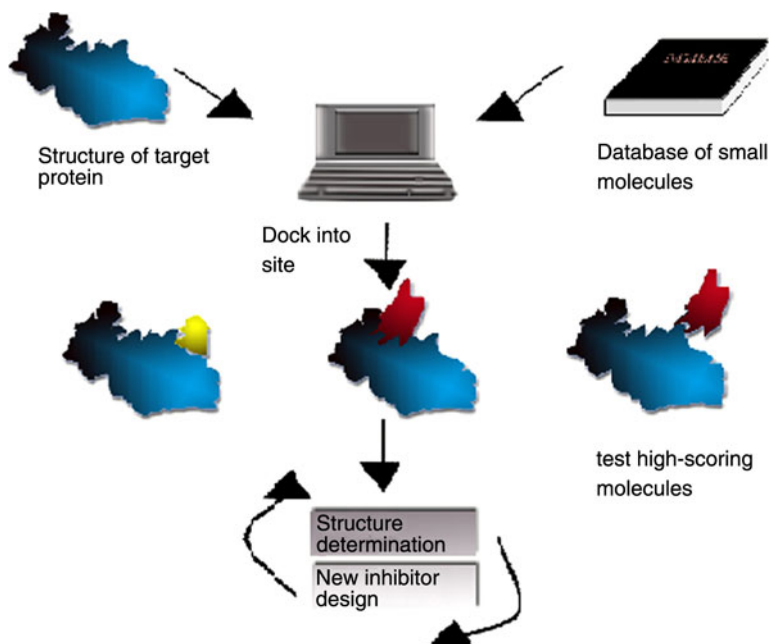 Structure of target
protein
Database of small
molecules
Dock into
site
test high-scoring
molecules
Structure
determination
New inhibitor
design